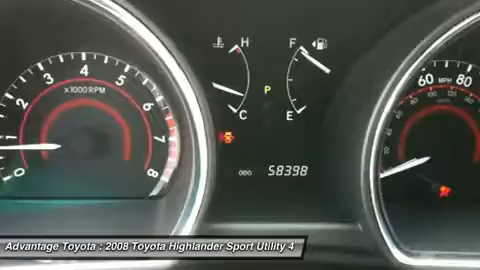 H
F
4
3
5
2
x1000 RPM
6
60 MPH 80
1
P
C
E
7
0
8
000
58398
Advantage Toyota : 2008 Toyota Highlander Sport Utility 4